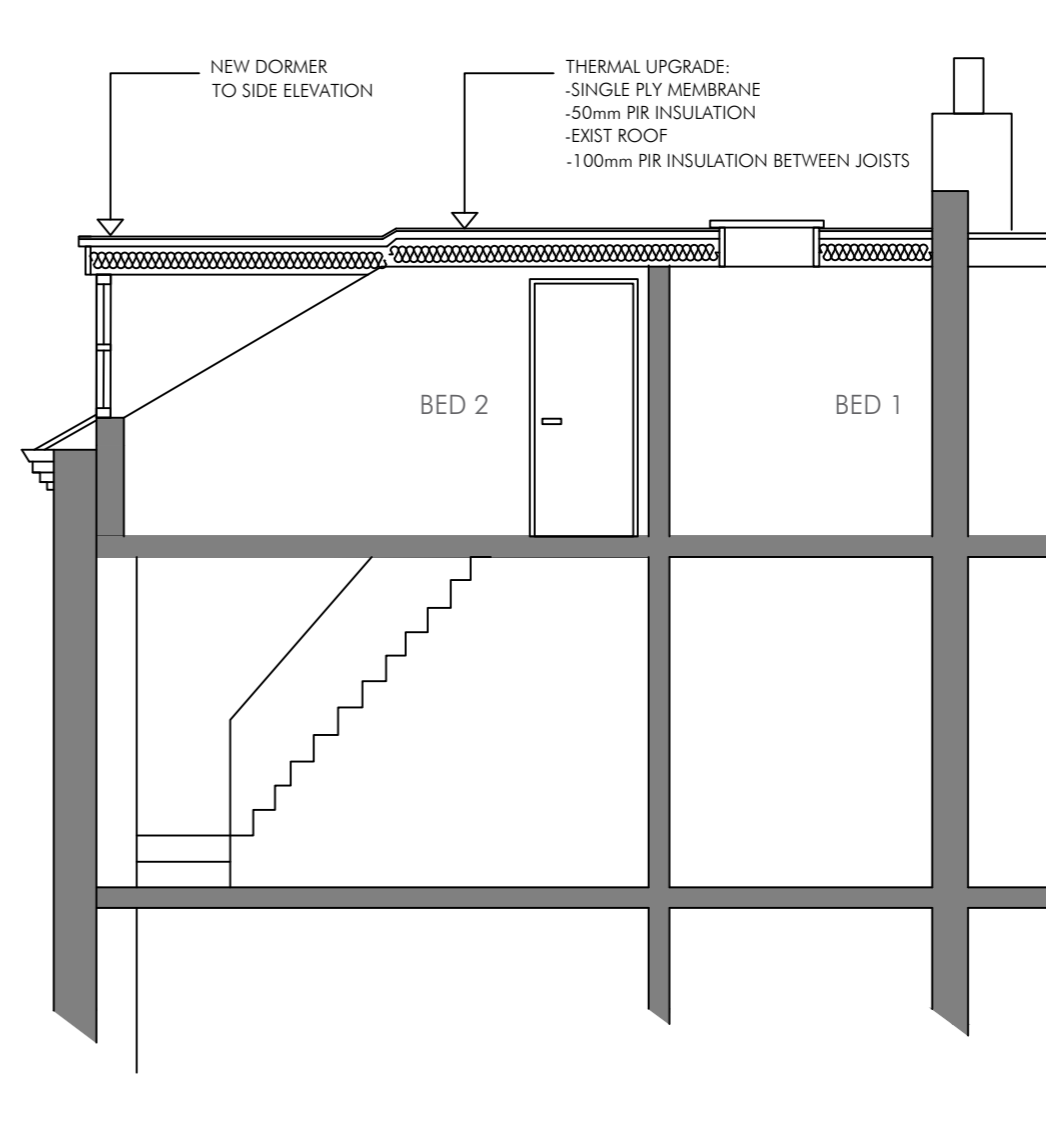 NEW DORMER
TO SIDE ELEVATION
THERMAL UPGRADE:
-SINGLE PLY MEMBRANE
-50mm PIR INSULATION
-EXIST ROOF
-100mm PIR INSULATION BETWEEN JOISTS
BED 2
BED 1